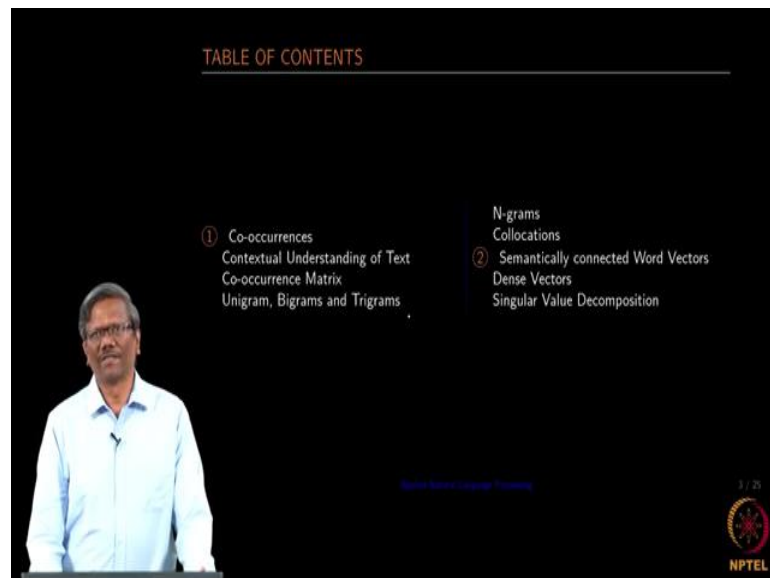 TABLE OF CONTENTS
1 Co-occurrences
Contextual Understanding of Text
Co-occurrence Matrix
Unigram, Bigrams and Trigrams
N-grams
Collocations
2 Semantically connected Word Vectors
Dense Vectors
Singular Value Decomposition
3 / 25
NPTEL